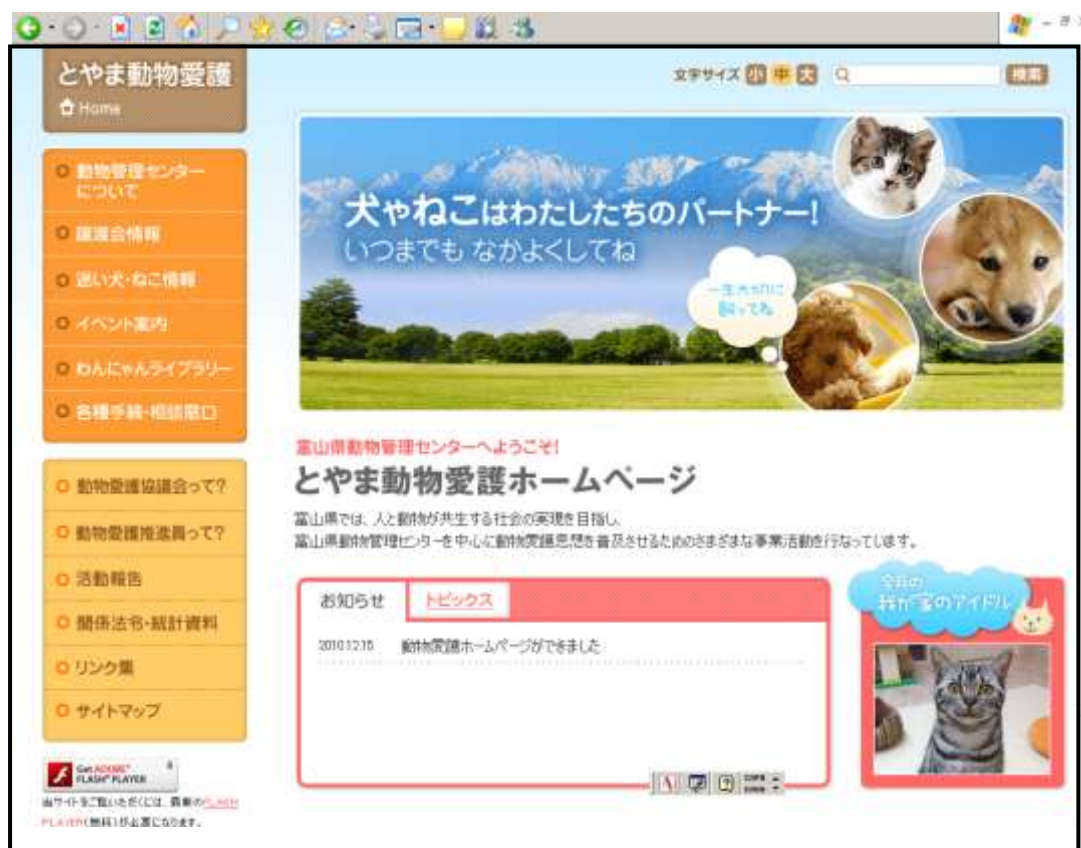 とやま動物愛護
Home
文字サイズ 小 中 大
検索
動物管理センター
について
譲渡会情報
迷い犬・ねこ情報
イベント案内
わんにゃんライブラリー
各種手続・相談窓口
動物愛護協議会って?
動物愛護推進員って?
活動報告
関係法令・統計資料
リンク集
サイトマップ
Get ADOBE®
FLASH® PLAYER
当サイトをご覧いただくには、最新のFLASH
PLAYER(無料)が必要になります。
犬やねこはわたしたちのパートナー!
いつまでも なかよくしてね
一生大切に
飼ってね
富山県動物管理センターへようこそ!
とやま動物愛護ホームページ
富山県では、人と動物が共生する社会の実現を目指し、
富山県動物管理センターを中心に動物愛護思想を普及させるためのさまざまな事業活動を行なっています。
お知らせ トピックス
2010.12.15 動物愛護ホームページができました
我が家のアイドル